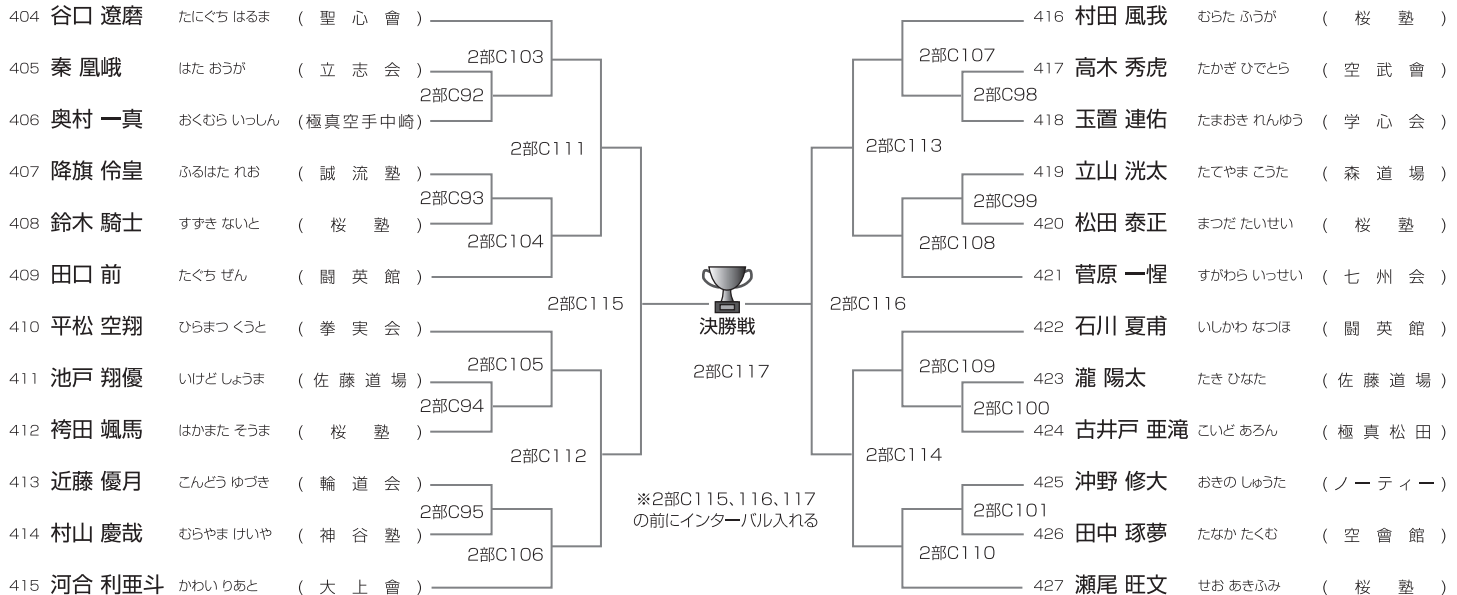 404 谷口 遼磨 たにぐち はるま (聖心會)
405 秦 凰峨 はた おうが (立志会)
406 奥村 一真 おくむら いっしん (極真空手中崎)
407 降旗 伶皇 ふるはた れお (誠流塾)
408 鈴木 騎士 すずき ないと (桜塾)
409 田口 前 たぐち ぜん (闘英館)
410 平松 空翔 ひらまつ くうと (拳実会)
411 池戸 翔優 いけど しょうま (佐藤道場)
412 袴田 颯馬 はかまた そうま (桜塾)
413 近藤 優月 こんどう ゆづき (輪道会)
414 村山 慶哉 むらやま けいや (神谷塾)
415 河合 利亜斗 かわい りあと (大上會)
2部C103
2部C92
2部C111
2部C93
2部C104
2部C115
2部C105
2部C94
2部C112
2部C95
2部C106
決勝戦
2部C117
※2部C115、116、117
の前にインターバル入れる
2部C107
2部C98
2部C113
2部C99
2部C108
2部C116
2部C109
2部C100
2部C114
2部C101
2部C110
416 村田 風我 むらた ふうが (桜塾)
417 高木 秀虎 たかぎ ひでとら (空武會)
418 玉置 連佑 たまおき れんゆう (学心会)
419 立山 洸太 たてやま こうた (森道場)
420 松田 泰正 まつだ たいせい (桜塾)
421 菅原 一惺 すがわら いっせい (七州会)
422 石川 夏甫 いしかわ なつほ (闘英館)
423 瀧 陽太 たき ひなた (佐藤道場)
424 古井戸 亜滝 こいど あろん (極真松田)
425 沖野 修大 おきの しゅうた (ノーティー)
426 田中 琢夢 たなか たくむ (空會館)
427 瀬尾 旺文 せお あきふみ (桜塾)